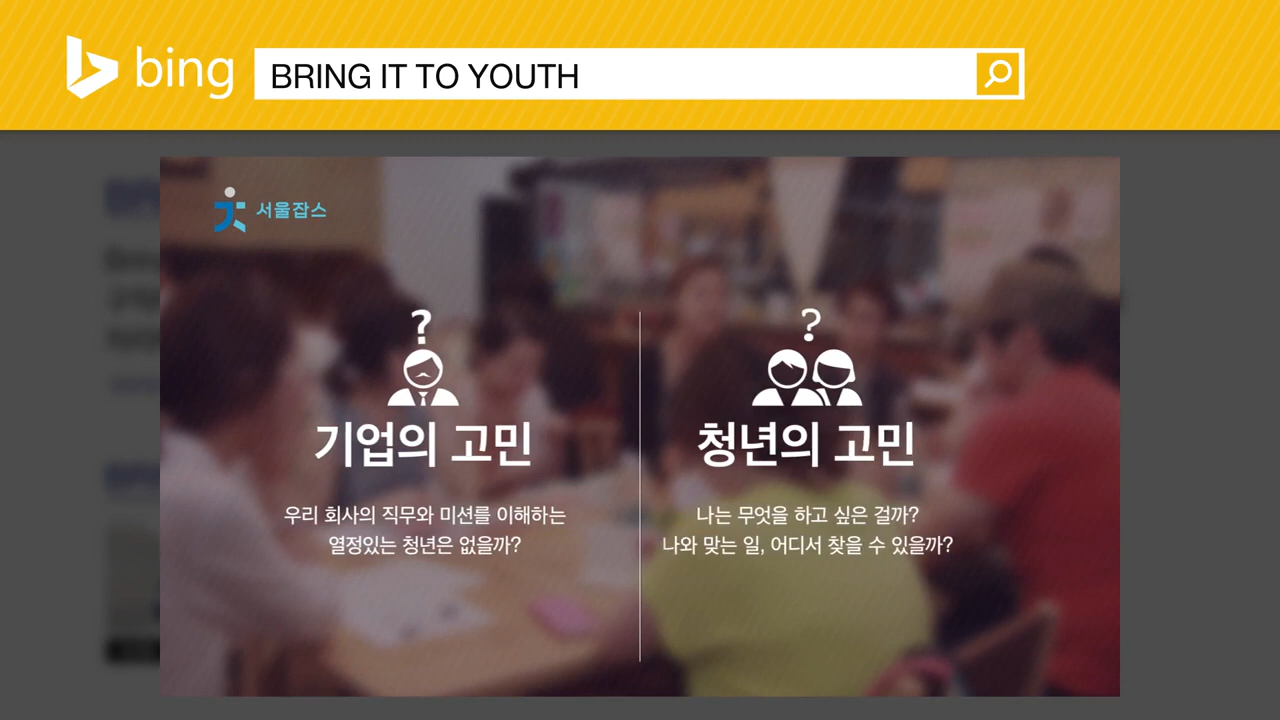 bing
BRING IT TO YOUTH
서울잡스
?
기업의 고민
우리 회사의 직무와 미션를 이해하는
열정있는 청년은 없을까?
?
청년의 고민
나는 무엇을 하고 싶은 걸까?
나와 맞는 일, 어디서 찾을 수 있을까?